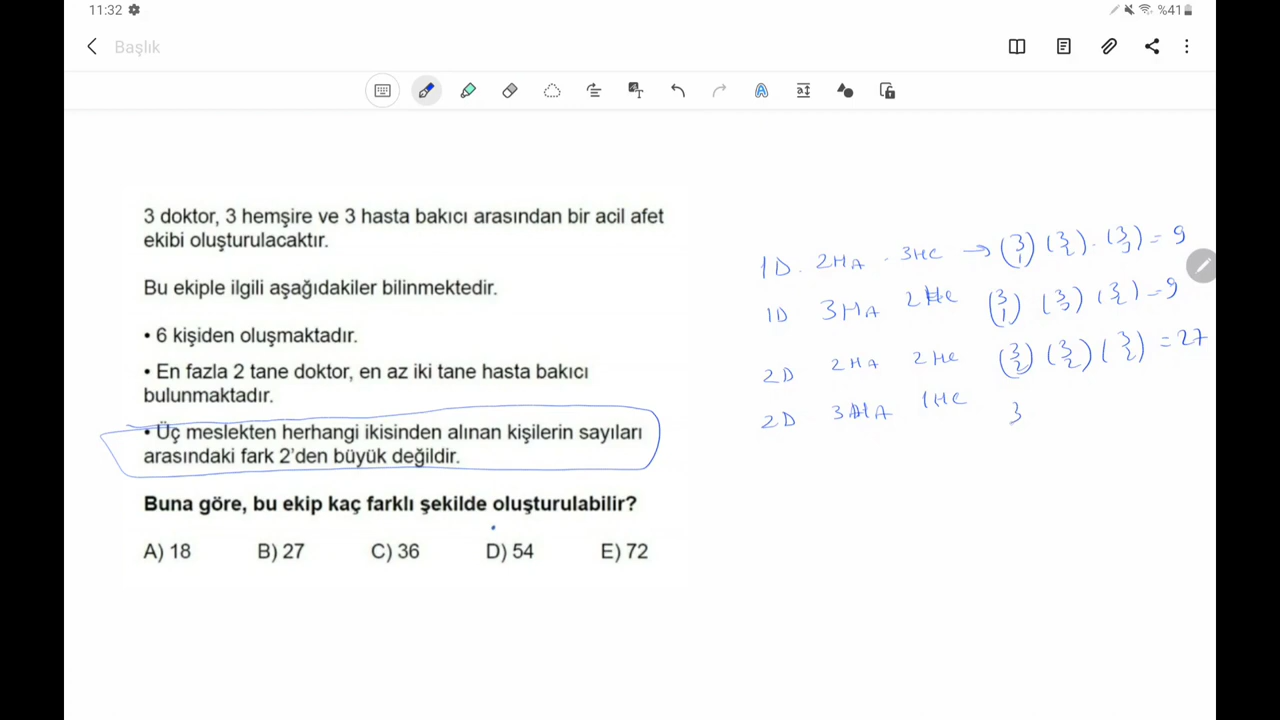 11:32
%41
Başlık
3 doktor, 3 hemşire ve 3 hasta bakıcı arasından bir acil afet
ekibi oluşturulacaktır.
Bu ekiple ilgili aşağıdakiler bilinmektedir.
• 6 kişiden oluşmaktadır.
• En fazla 2 tane doktor, en az iki tane hasta bakıcı
bulunmaktadır.
• Üç meslekten herhangi ikisinden alınan kişilerin sayıları
arasındaki fark 2'den büyük değildir.
Buna göre, bu ekip kaç farklı şekilde oluşturulabilir?
A) 18 B) 27 C) 36 D) 54 E) 72
1D . 2HA . 3HE → (3 1) (3 2) . (3 3) = 9
1D 3HA 2HE (3 1) (3 3) (3 2) = 9
2D 2HA 2HE (3 2) (3 2) (3 2) = 27
2D 3HA 1HE 3